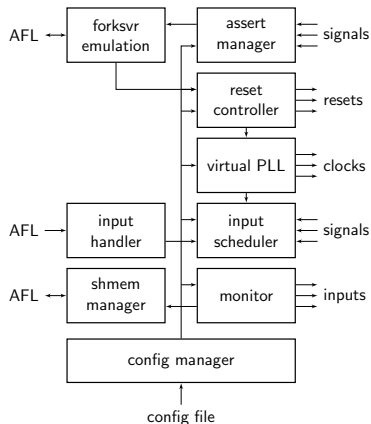 AFL
forksvr
emulation
assert
manager
signals
reset
controller
resets
virtual PLL
clocks
AFL
input
handler
input
scheduler
signals
AFL
shmem
manager
monitor
inputs
config manager
config file